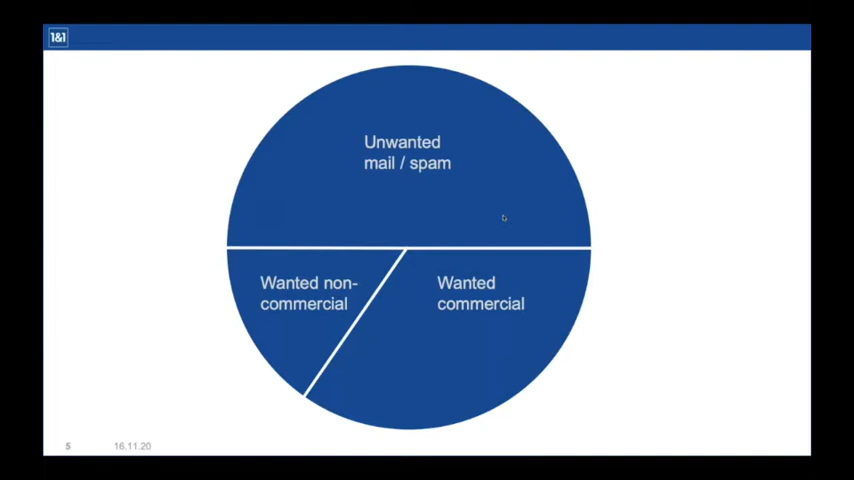 1&1
Unwanted
mail / spam
Wanted non-
commercial
Wanted
commercial
5
16.11.20